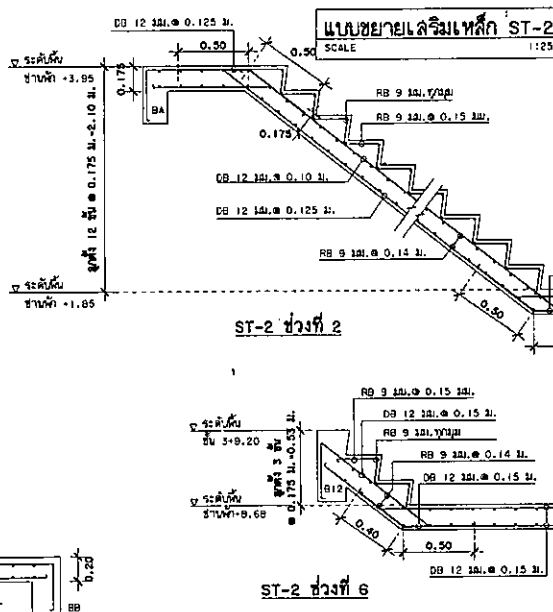 แบบขยายเสริมเหล็ก ST-2
SCALE 1:25
DB 12 มม.@ 0.125 ม.
0.50
0.50
ระดับพื้น
ชานพัก +3.95
0.175
BA
RB 9 มม.ทุกมุม
RB 9 มม.@ 0.15 ม.
0.175
DB 12 มม.@ 0.10 ม.
DB 12 มม.@ 0.125 ม.
ลูกตั้ง 12 ขั้น @ 0.175 ม.=2.10 ม.
RB 9 มม.@ 0.14 ม.
ระดับพื้น
ชานพัก +1.85
0.50
ST-2 ช่วงที่ 2
RB 9 มม.@ 0.15 ม.
DB 12 มม.@ 0.15 ม.
RB 9 มม.ทุกมุม
ระดับพื้น
ชั้น 3+9.20
ลูกตั้ง 3 ขั้น
@ 0.175 ม.=0.53 ม.
RB 9 มม.@ 0.14 ม.
DB 12 มม.@ 0.15 ม.
B12
ระดับพื้น
ชานพัก+8.68
0.40
0.50
DB 12 มม.@ 0.15 ม.
ST-2 ช่วงที่ 6
0.20
BB